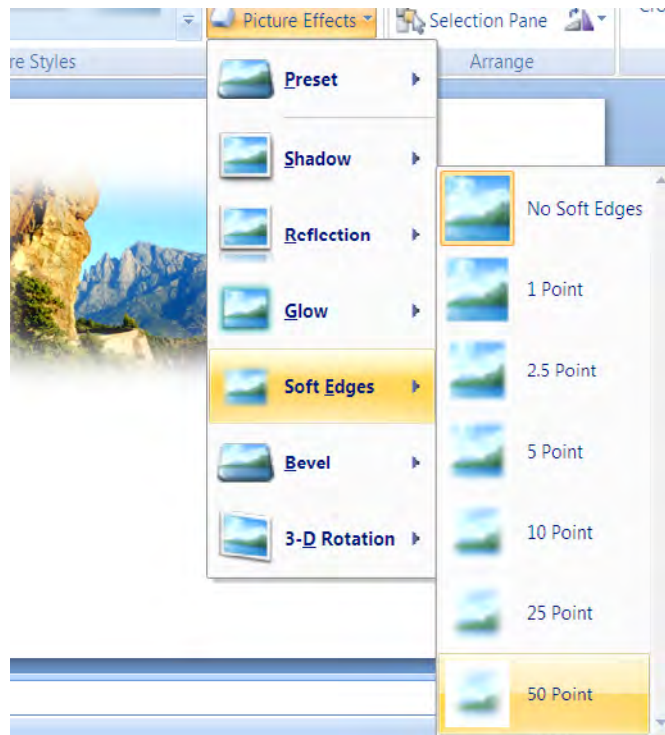 Picture Effects
Selection Pane
re Styles
Arrange
Preset
Shadow
Reflection
Glow
Soft Edges
Bevel
3-D Rotation
No Soft Edges
1 Point
2.5 Point
5 Point
10 Point
25 Point
50 Point